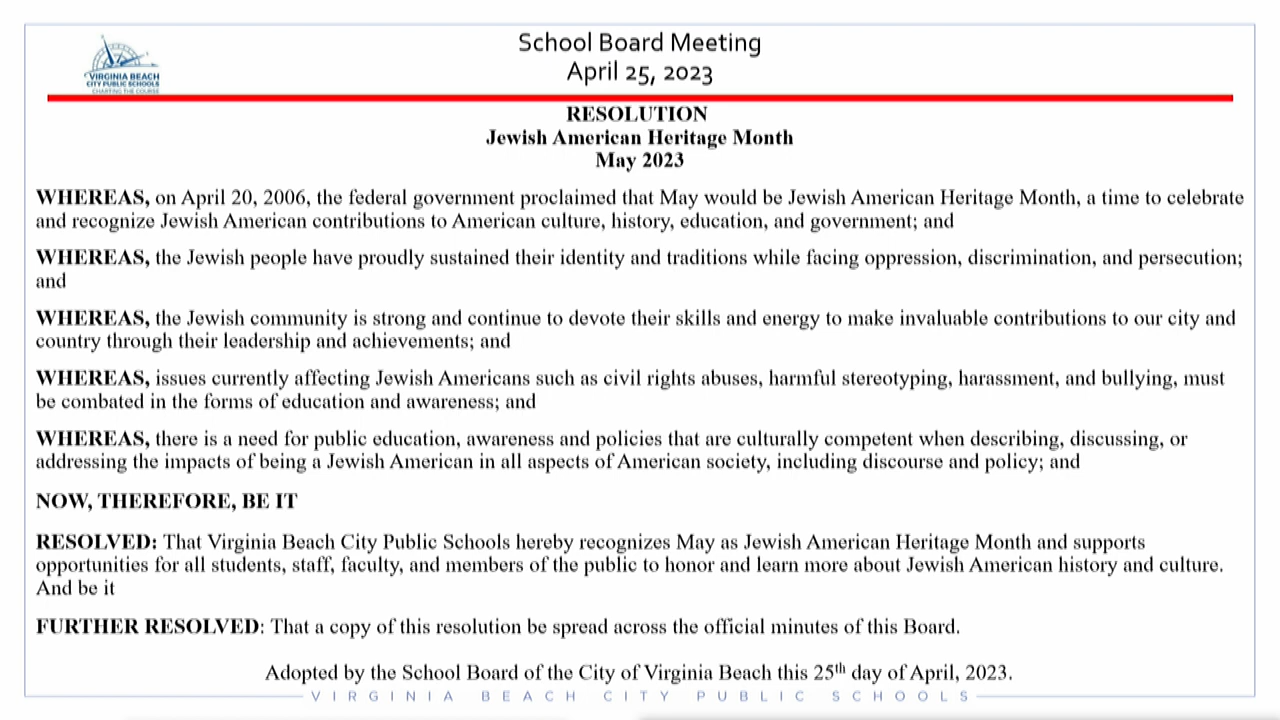 School Board Meeting
April 25, 2023
VIRGINIA BEACH
CITY PUBLIC SCHOOLS
CHARTING THE COURSE
RESOLUTION
Jewish American Heritage Month
May 2023
WHEREAS, on April 20, 2006, the federal government proclaimed that May would be Jewish American Heritage Month, a time to celebrate
and recognize Jewish American contributions to American culture, history, education, and government; and
WHEREAS, the Jewish people have proudly sustained their identity and traditions while facing oppression, discrimination, and persecution;
and
WHEREAS, the Jewish community is strong and continue to devote their skills and energy to make invaluable contributions to our city and
country through their leadership and achievements; and
WHEREAS, issues currently affecting Jewish Americans such as civil rights abuses, harmful stereotyping, harassment, and bullying, must
be combated in the forms of education and awareness; and
WHEREAS, there is a need for public education, awareness and policies that are culturally competent when describing, discussing, or
addressing the impacts of being a Jewish American in all aspects of American society, including discourse and policy; and
NOW, THEREFORE, BE IT
RESOLVED: That Virginia Beach City Public Schools hereby recognizes May as Jewish American Heritage Month and supports
opportunities for all students, staff, faculty, and members of the public to honor and learn more about Jewish American history and culture.
And be it
FURTHER RESOLVED: That a copy of this resolution be spread across the official minutes of this Board.
Adopted by the School Board of the City of Virginia Beach this 25th day of April, 2023.
VIRGINIA BEACH CITY PUBLIC SCHOOLS